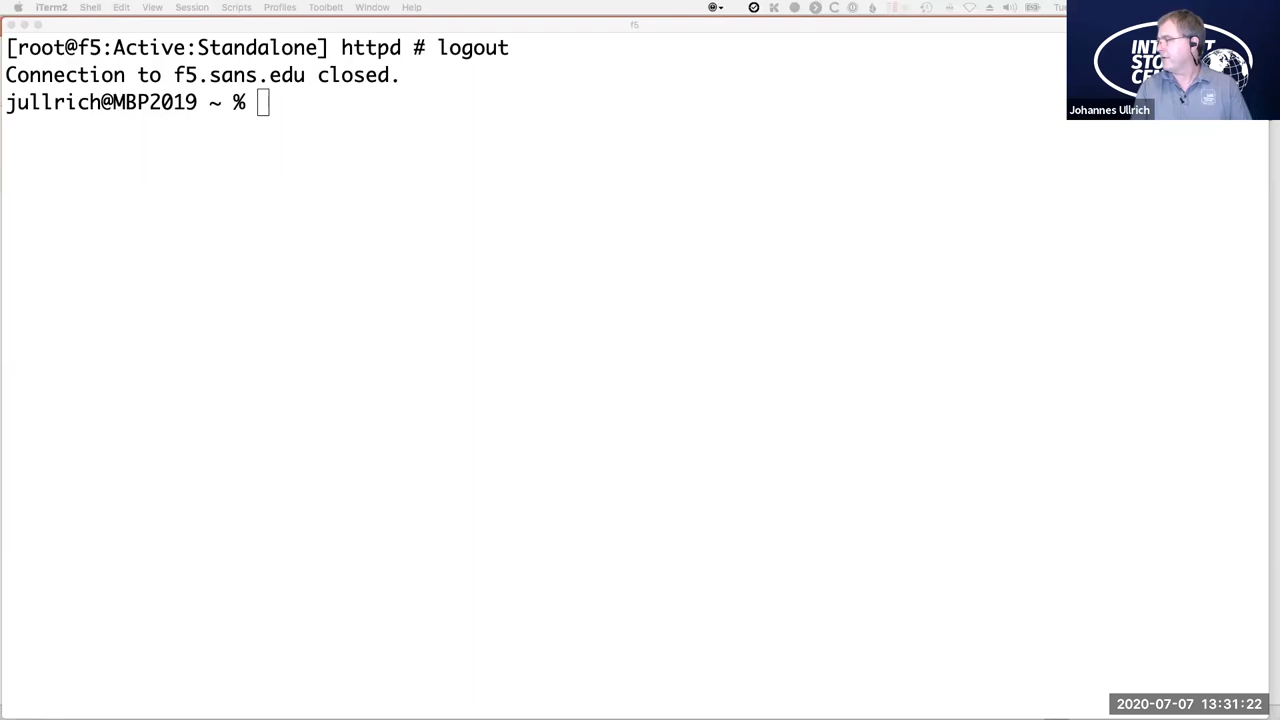 iTerm2 Shell Edit View Session Scripts Profiles Toolbelt Window Help
f5
[root@f5:Active:Standalone] httpd # logout
Connection to f5.sans.edu closed.
jullrich@MBP2019 ~ %
Johannes Ullrich
2020-07-07 13:31:22